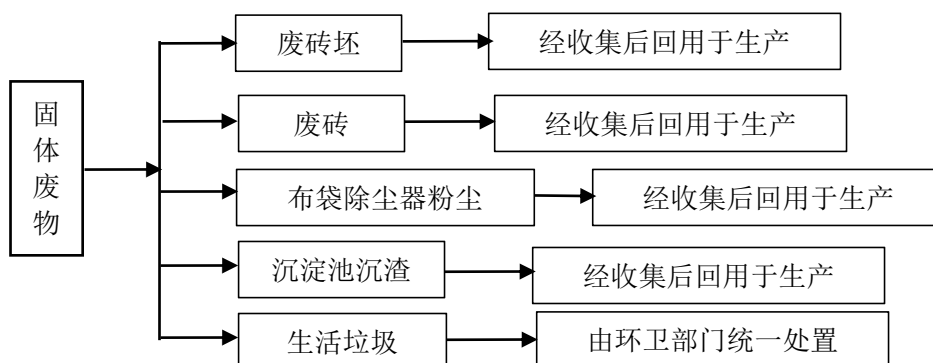 固体废物
废砖坯
经收集后回用于生产
废砖
经收集后回用于生产
布袋除尘器粉尘
经收集后回用于生产
沉淀池沉渣
经收集后回用于生产
生活垃圾
由环卫部门统一处置